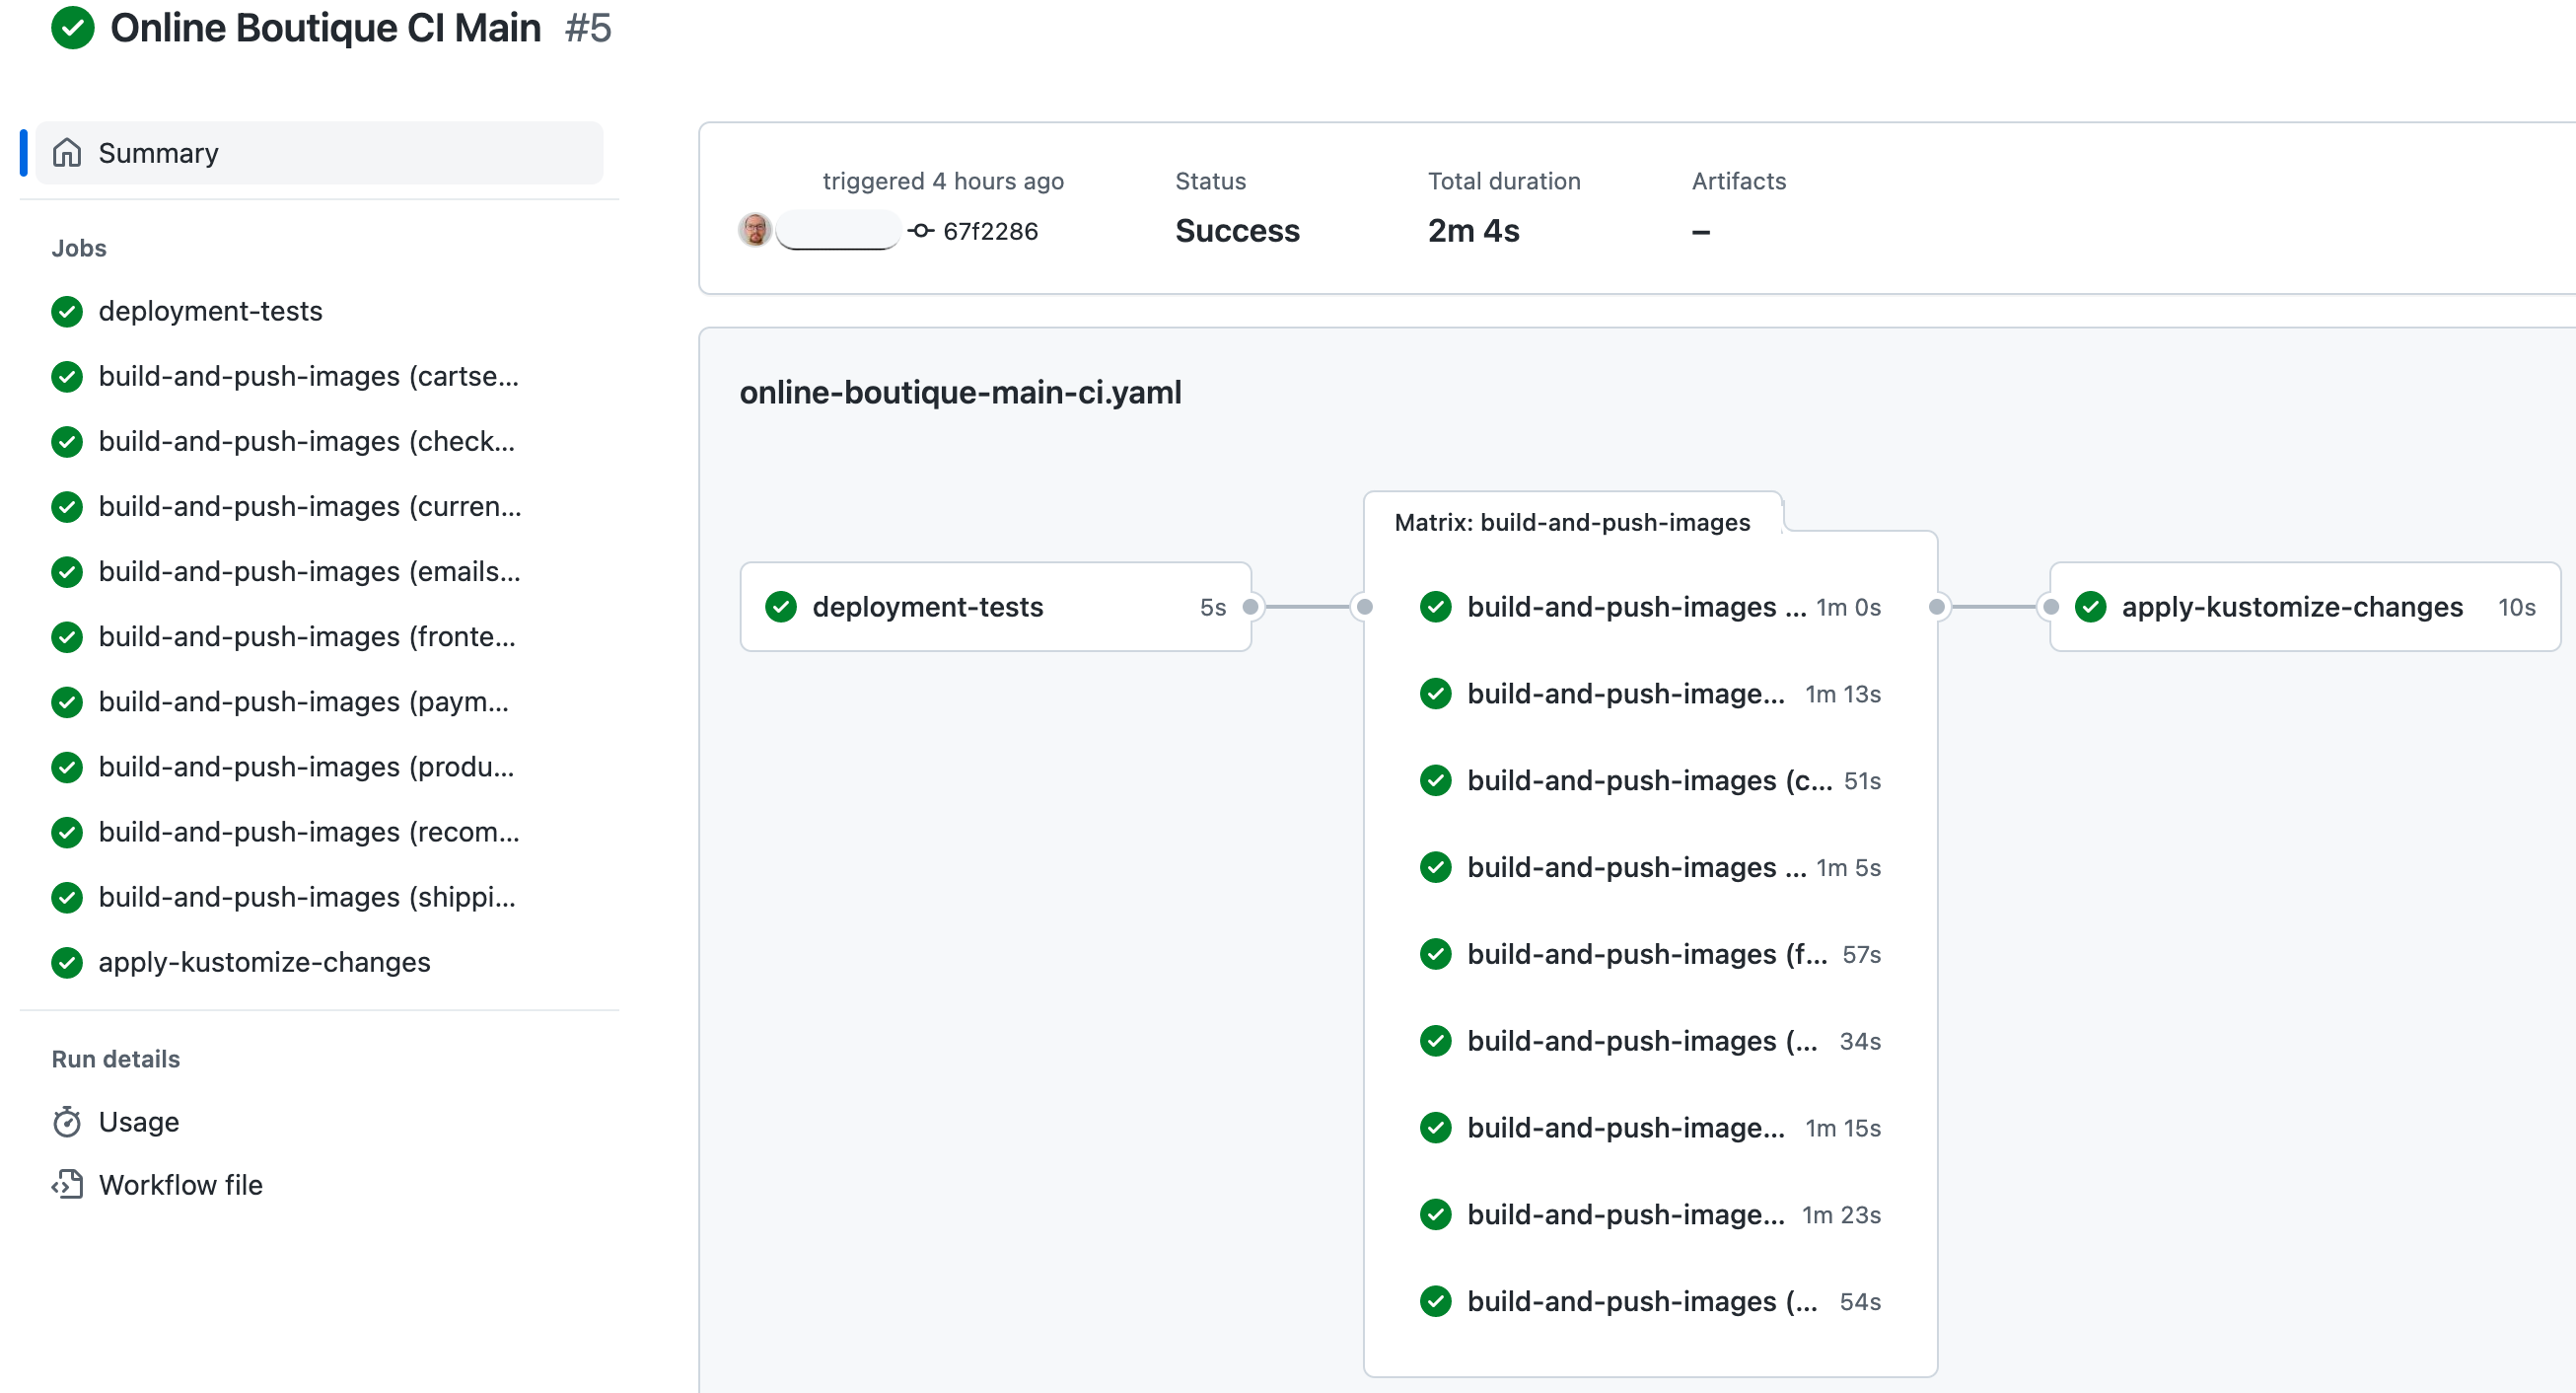 Online Boutique CI Main #5
Summary
Jobs
deployment-tests
build-and-push-images (cartse...
build-and-push-images (check...
build-and-push-images (curren...
build-and-push-images (emails...
build-and-push-images (fronte...
build-and-push-images (paym...
build-and-push-images (produ...
build-and-push-images (recom...
build-and-push-images (shippi...
apply-kustomize-changes
Run details
Usage
Workflow file
triggered 4 hours ago
67f2286
Status
Success
Total duration
2m 4s
Artifacts
–
online-boutique-main-ci.yaml
deployment-tests 5s
Matrix: build-and-push-images
build-and-push-images ... 1m 0s
build-and-push-image... 1m 13s
build-and-push-images (c... 51s
build-and-push-images ... 1m 5s
build-and-push-images (f... 57s
build-and-push-images (... 34s
build-and-push-image... 1m 15s
build-and-push-image... 1m 23s
build-and-push-images (... 54s
apply-kustomize-changes 10s